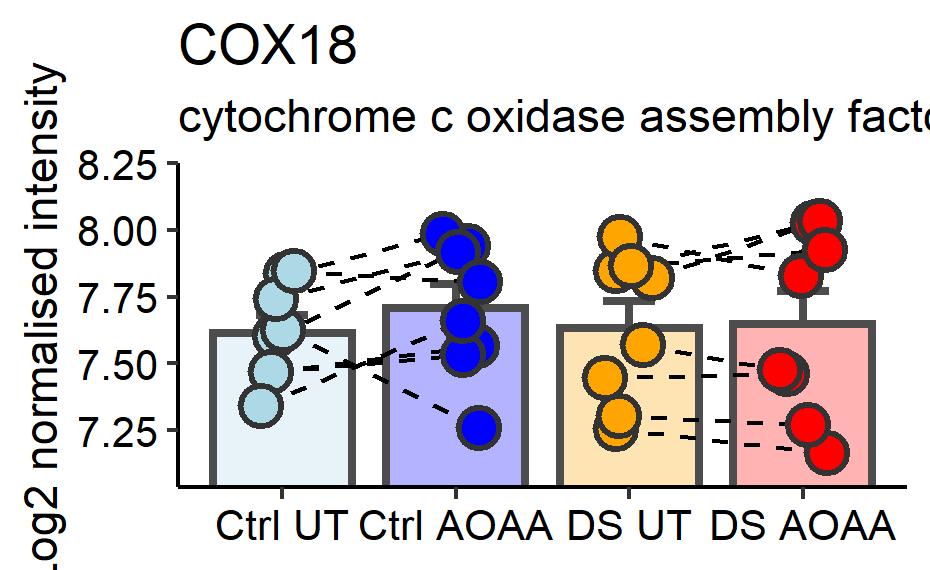 COX18
cytochrome c oxidase assembly facto
Log2 normalised intensity
8.25
8.00
7.75
7.50
7.25
Ctrl UT Ctrl AOAA DS UT DS AOAA